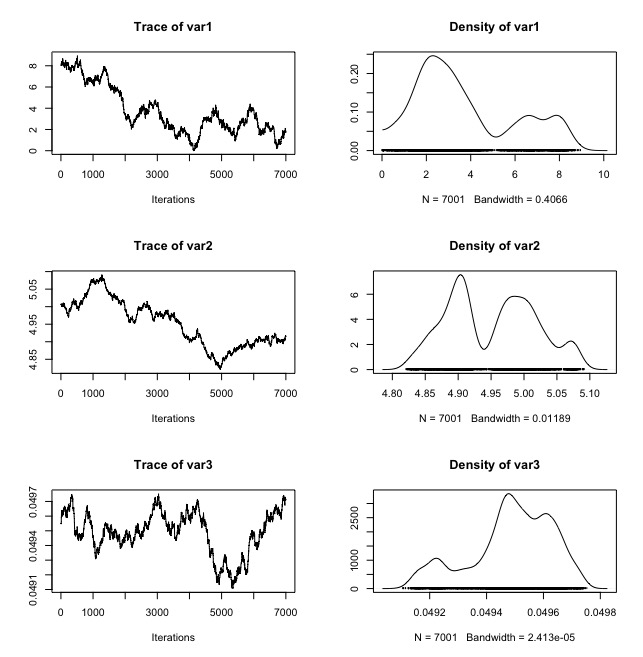 Trace of var1
Density of var1
0 2 4 6 8
0 1000 3000 5000 7000
Iterations
0.00 0.10 0.20
0 2 4 6 8 10
N = 7001 Bandwidth = 0.4066
Trace of var2
Density of var2
4.85 4.95 5.05
0 1000 3000 5000 7000
Iterations
0 2 4 6
4.80 4.85 4.90 4.95 5.00 5.05 5.10
N = 7001 Bandwidth = 0.01189
Trace of var3
Density of var3
0.0491 0.0494 0.0497
0 1000 3000 5000 7000
Iterations
0 1000 2500
0.0492 0.0494 0.0496 0.0498
N = 7001 Bandwidth = 2.413e-05